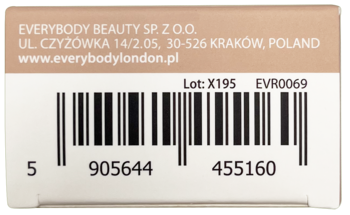 EVERYBODY BEAUTY SP. Z O.O.
UL. CZYŻÓWKA 14/2.05, 30-526 KRAKÓW, POLAND
www.everybodylondon.pl
Lot: X195 EVR0069
5 905644 455160